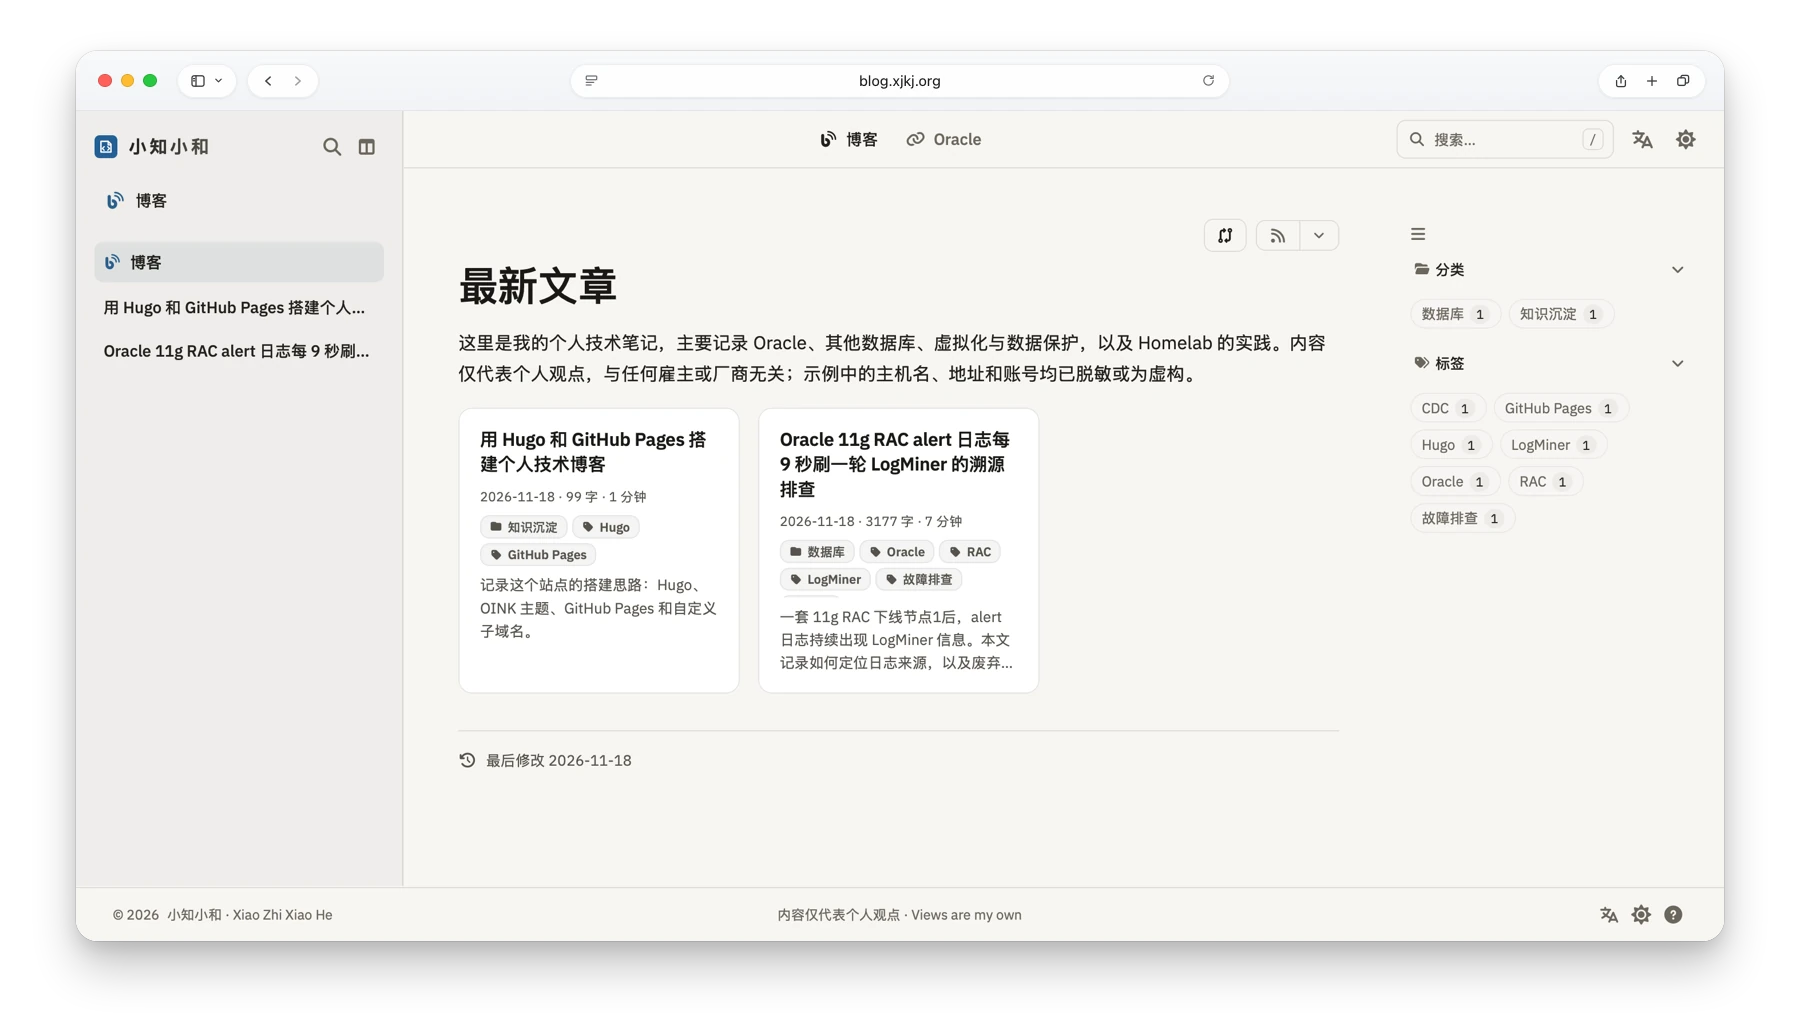 blog.xjkj.org
小知小和
博客
博客
用 Hugo 和 GitHub Pages 搭建个人...
Oracle 11g RAC alert 日志每 9 秒刷...
博客
Oracle
搜索... /
最新文章
这里是我的个人技术笔记，主要记录 Oracle、其他数据库、虚拟化与数据保护，以及 Homelab 的实践。内容
仅代表个人观点，与任何雇主或厂商无关；示例中的主机名、地址和账号均已脱敏或为虚构。
用 Hugo 和 GitHub Pages 搭
建个人技术博客
2026-11-18 · 99 字 · 1 分钟
知识沉淀 Hugo
GitHub Pages
记录这个站点的搭建思路：Hugo、
OINK 主题、GitHub Pages 和自定义
子域名。
Oracle 11g RAC alert 日志每
9 秒刷一轮 LogMiner 的溯源
排查
2026-11-18 · 3177 字 · 7 分钟
数据库 Oracle RAC
LogMiner 故障排查
一套 11g RAC 下线节点1后，alert
日志持续出现 LogMiner 信息。本文
记录如何定位日志来源，以及废弃...
最后修改 2026-11-18
分类
数据库 1 知识沉淀 1
标签
CDC 1 GitHub Pages 1
Hugo 1 LogMiner 1
Oracle 1 RAC 1
故障排查 1
© 2026 小知小和 · Xiao Zhi Xiao He
内容仅代表个人观点 · Views are my own